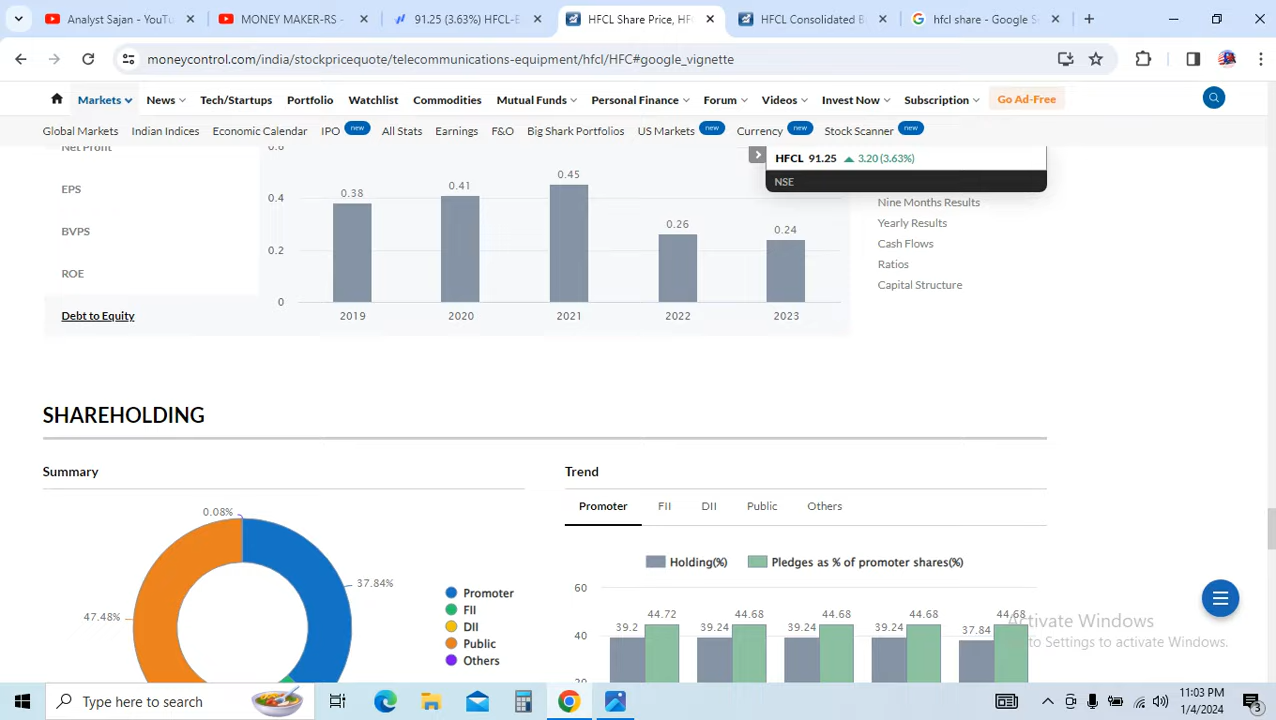 Analyst Sajan - YouTu
MONEY MAKER-RS -
91.25 (3.63%) HFCL-E
HFCL Share Price, HF
HFCL Consolidated B
hfcl share - Google S
moneycontrol.com/india/stockpricequote/telecommunications-equipment/hfcl/HFC#google_vignette
Markets News Tech/Startups Portfolio Watchlist Commodities Mutual Funds Personal Finance Forum Videos Invest Now Subscription Go Ad-Free
Global Markets Indian Indices Economic Calendar IPO new All Stats Earnings F&O Big Shark Portfolios US Markets new Currency new Stock Scanner new
Net Profit
EPS
BVPS
ROE
Debt to Equity
0.6
0.4
0.2
0
0.38
0.41
0.45
0.26
0.24
2019 2020 2021 2022 2023
HFCL 91.25 3.20 (3.63%)
NSE
Nine Months Results
Yearly Results
Cash Flows
Ratios
Capital Structure
SHAREHOLDING
Summary
0.08%
37.84%
47.48%
Promoter
FII
DII
Public
Others
Trend
Promoter FII DII Public Others
Holding(%) Pledges as % of promoter shares(%)
60
40
20
39.2 44.72 39.24 44.68 39.24 44.68 39.24 44.68 37.84 44.68
Activate Windows
to Settings to activate Windows.
Type here to search
11:03 PM
1/4/2024
3